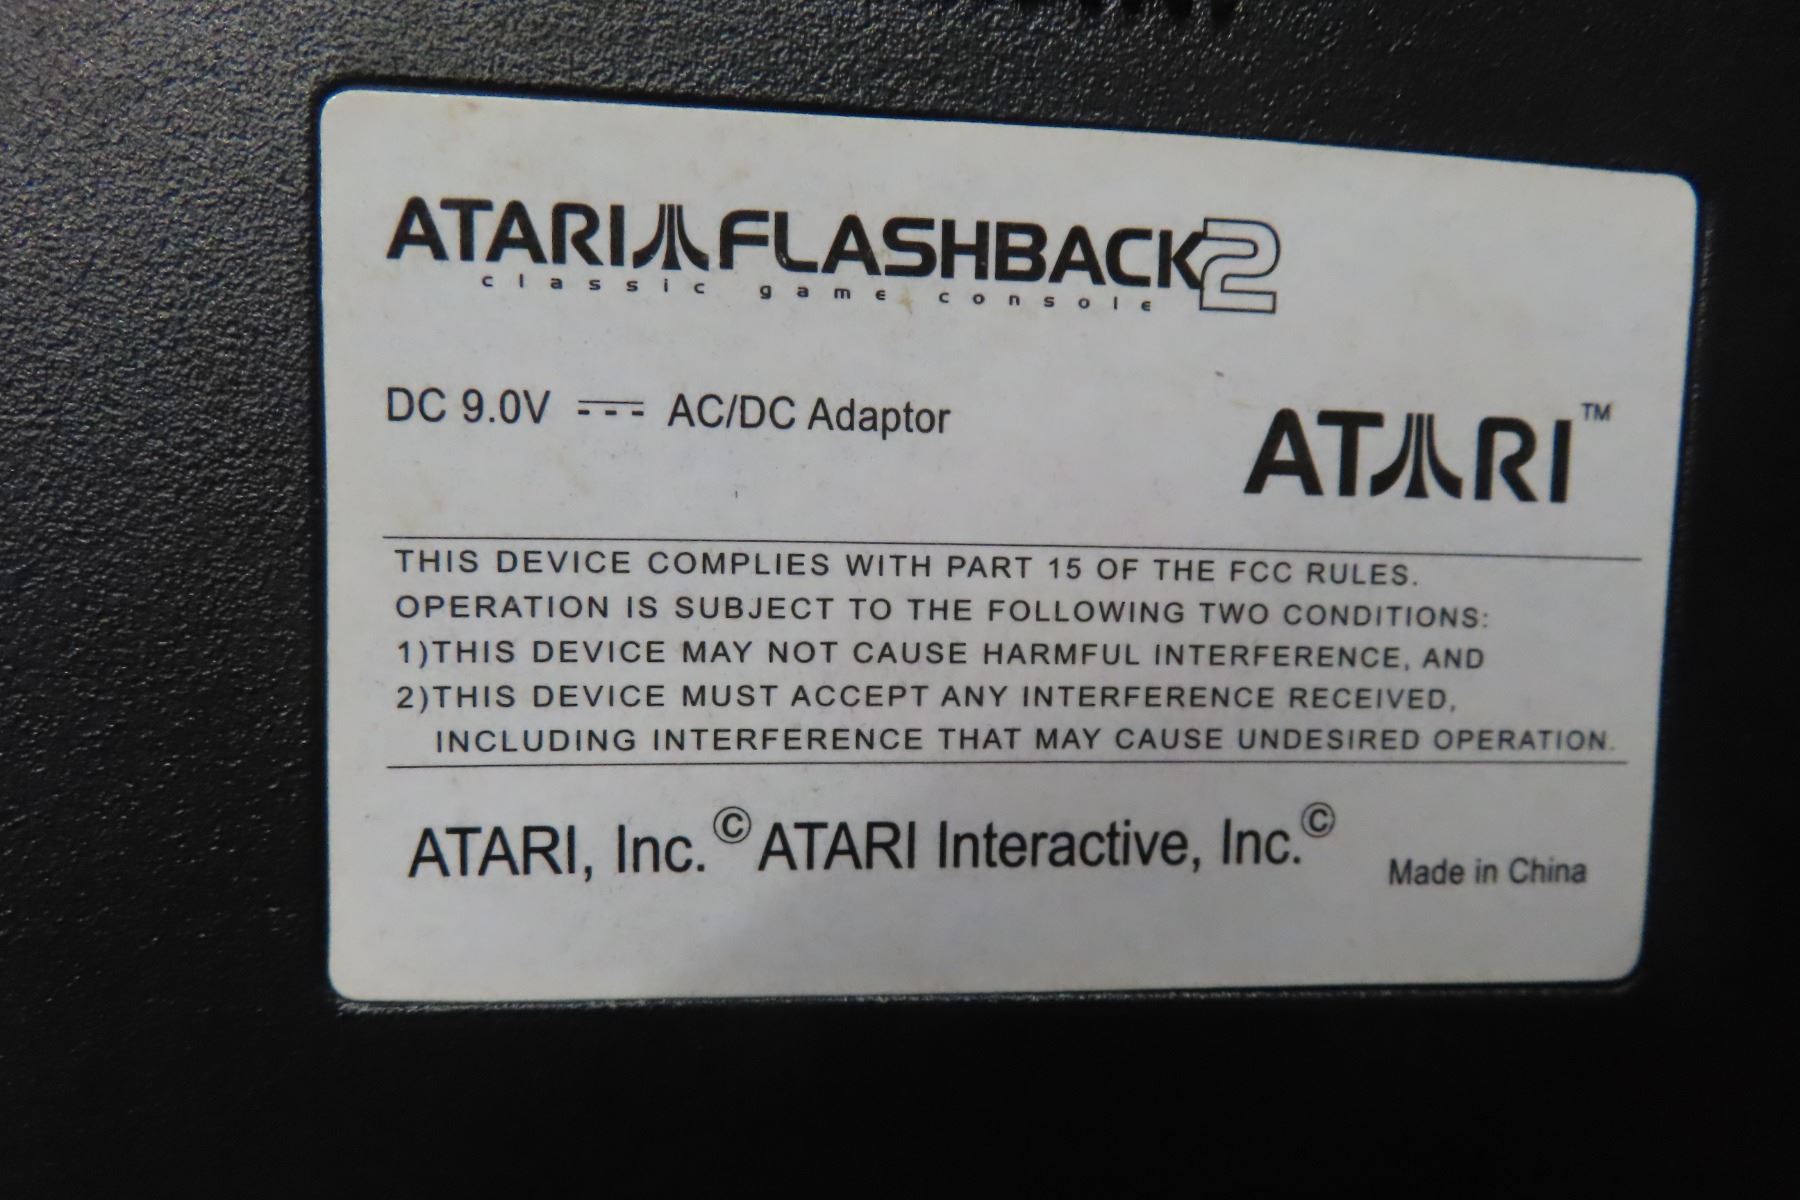 ATARI FLASHBACK2
classic game console
DC 9.0V ⎓ AC/DC Adaptor
ATARI™
THIS DEVICE COMPLIES WITH PART 15 OF THE FCC RULES.
OPERATION IS SUBJECT TO THE FOLLOWING TWO CONDITIONS:
1)THIS DEVICE MAY NOT CAUSE HARMFUL INTERFERENCE, AND
2)THIS DEVICE MUST ACCEPT ANY INTERFERENCE RECEIVED,
INCLUDING INTERFERENCE THAT MAY CAUSE UNDESIRED OPERATION.
ATARI, Inc.© ATARI Interactive, Inc.©
Made in China